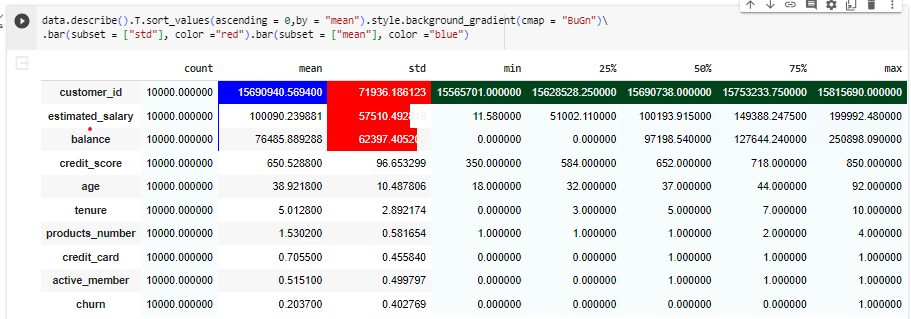 data.describe().T.sort_values(ascending = 0,by = "mean").style.background_gradient(cmap = "BuGn")\
.bar(subset = ["std"], color ="red").bar(subset = ["mean"], color ="blue")
count mean std min 25% 50% 75% max
customer_id 10000.000000 15690940.569400 71936.186123 15565701.000000 15628528.250000 15690738.000000 15753233.750000 15815690.000000
estimated_salary 10000.000000 100090.239881 57510.492 11.580000 51002.110000 100193.915000 149388.247500 199992.480000
balance 10000.000000 76485.889288 62397.40520 0.000000 0.000000 97198.540000 127644.240000 250898.090000
credit_score 10000.000000 650.528800 96.653299 350.000000 584.000000 652.000000 718.000000 850.000000
age 10000.000000 38.921800 10.487806 18.000000 32.000000 37.000000 44.000000 92.000000
tenure 10000.000000 5.012800 2.892174 0.000000 3.000000 5.000000 7.000000 10.000000
products_number 10000.000000 1.530200 0.581654 1.000000 1.000000 1.000000 2.000000 4.000000
credit_card 10000.000000 0.705500 0.455840 0.000000 0.000000 1.000000 1.000000 1.000000
active_member 10000.000000 0.515100 0.499797 0.000000 0.000000 1.000000 1.000000 1.000000
churn 10000.000000 0.203700 0.402769 0.000000 0.000000 0.000000 0.000000 1.000000